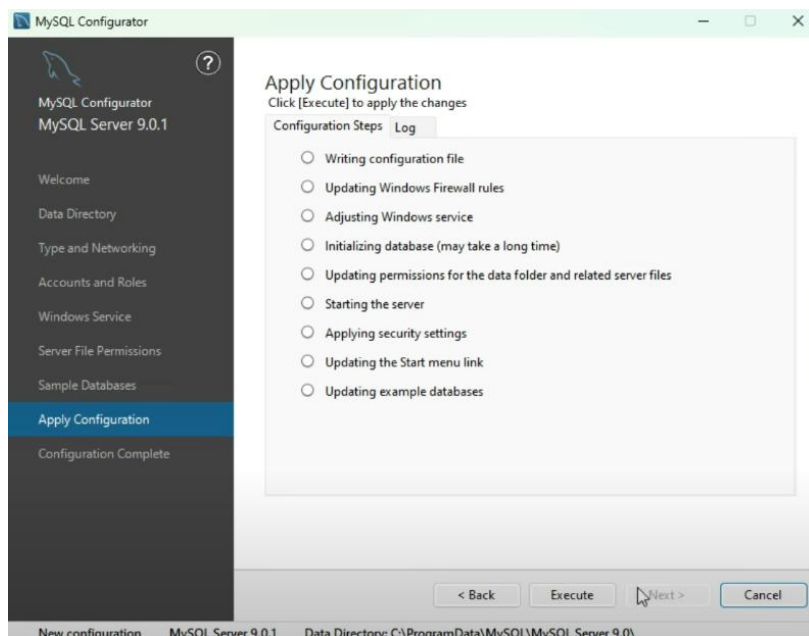 MySQL Configurator
?
MySQL Configurator
MySQL Server 9.0.1
Welcome
Data Directory
Type and Networking
Accounts and Roles
Windows Service
Server File Permissions
Sample Databases
Apply Configuration
Configuration Complete
Apply Configuration
Click [Execute] to apply the changes
Configuration Steps Log
Writing configuration file
Updating Windows Firewall rules
Adjusting Windows service
Initializing database (may take a long time)
Updating permissions for the data folder and related server files
Starting the server
Applying security settings
Updating the Start menu link
Updating example databases
< Back Execute Next > Cancel
New configuration MySQL Server 9.0.1 Data Directory: C:\ProgramData\MySQL\MySQL Server 9.0\